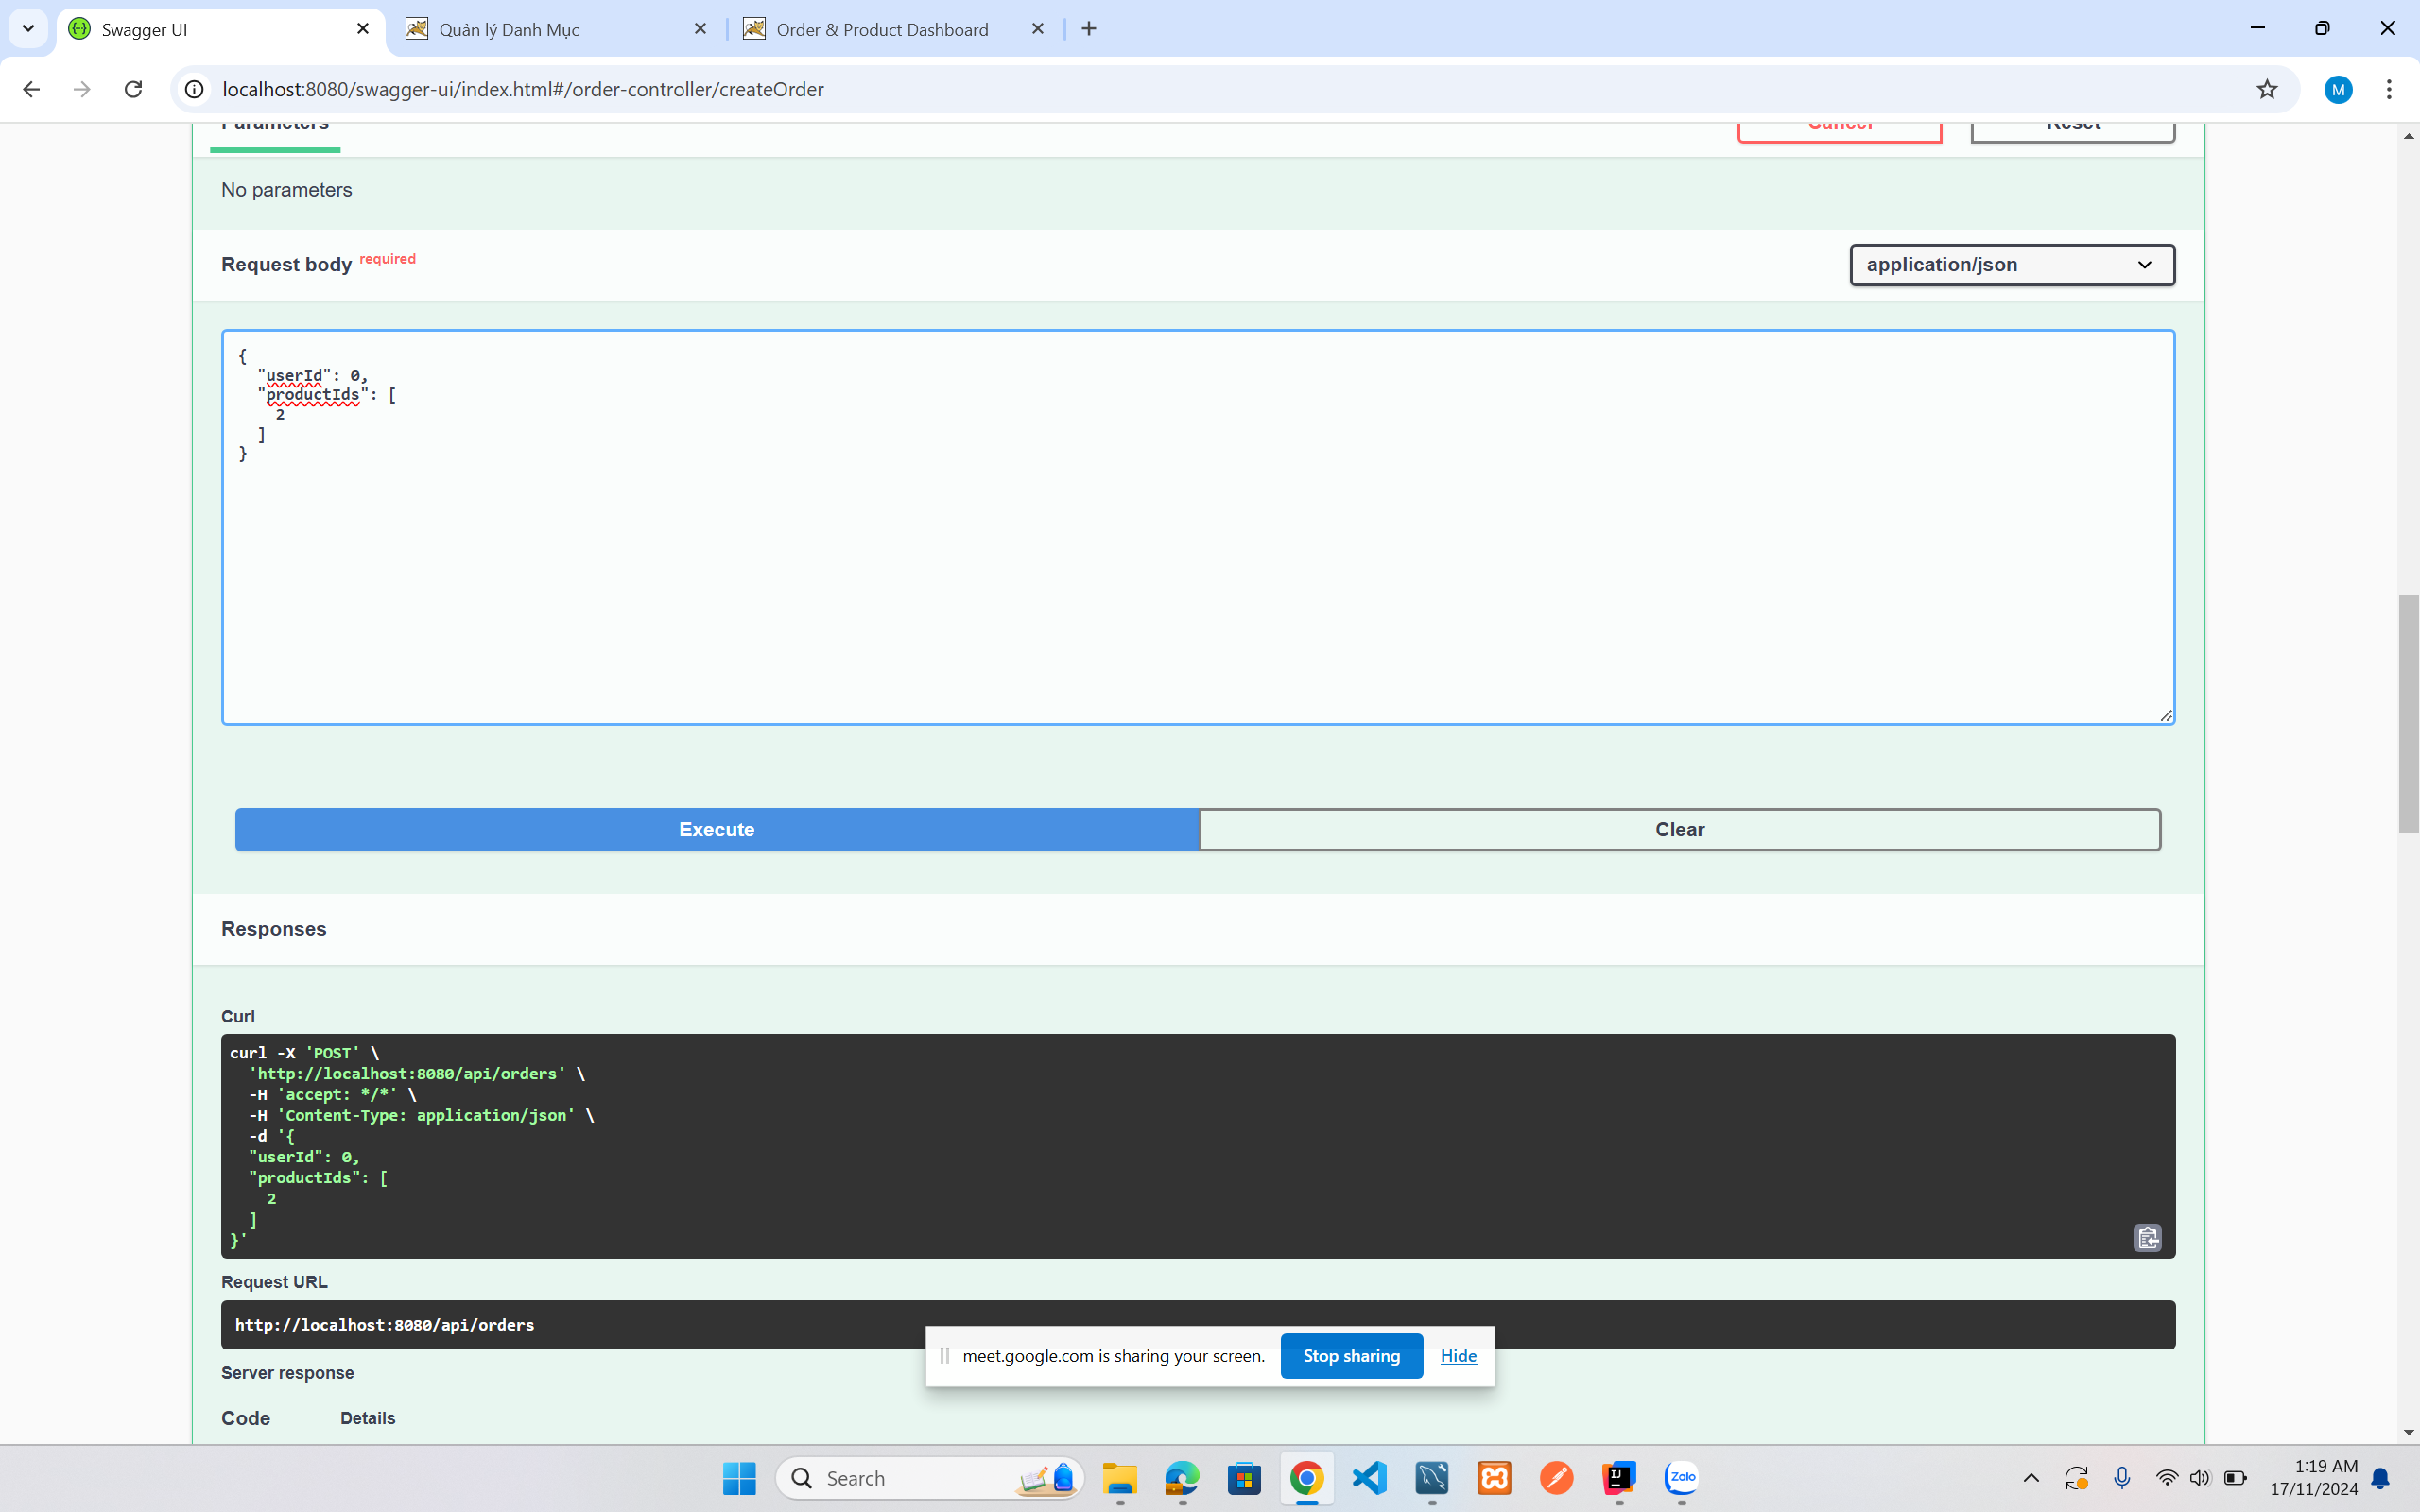 Swagger UI
Quản lý Danh Mục
Order & Product Dashboard
localhost:8080/swagger-ui/index.html#/order-controller/createOrder
M
Parameters
Cancel
Reset
No parameters
Request body required
application/json
{
"userId": 0,
"productIds": [
2
]
}
Execute
Clear
Responses
Curl
curl -X 'POST' \
'http://localhost:8080/api/orders' \
-H 'accept: */*' \
-H 'Content-Type: application/json' \
-d '{
"userId": 0,
"productIds": [
2
]
}'
Request URL
http://localhost:8080/api/orders
meet.google.com is sharing your screen.
Stop sharing
Hide
Server response
Code
Details
Search
IJ
Zalo
1:19 AM
17/11/2024